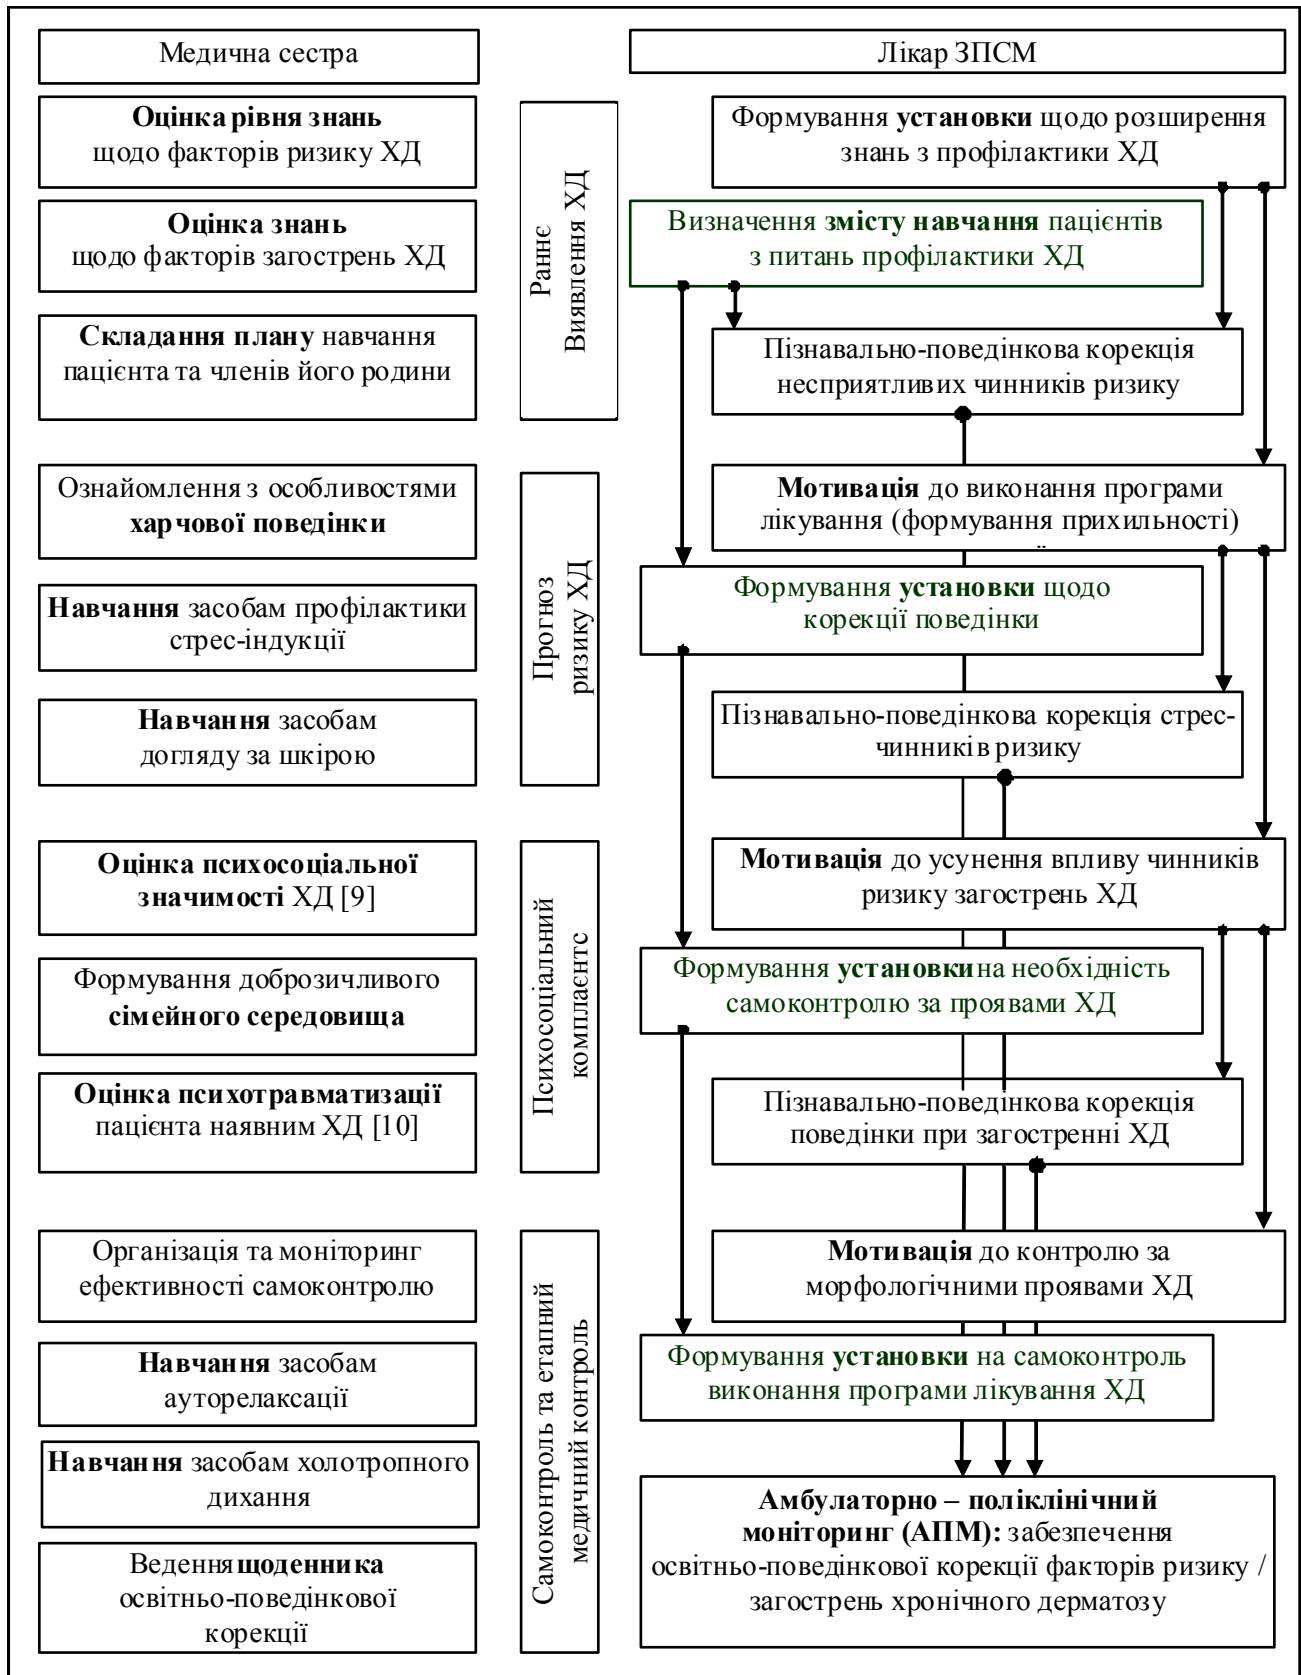 Медична сестра
Лікар ЗПСМ
Оцінка рівня знань
щодо факторів ризику ХД
Оцінка знань
щодо факторів загострень ХД
Складання плану навчання
пацієнта та членів його родини
Раннє
Виявлення ХД
Формування установки щодо розширення
знань з профілактики ХД
Визначення змісту навчання пацієнтів
з питань профілактики ХД
Пізнавально-поведінкова корекція
несприятливих чинників ризику
Ознайомлення з особливостями
харчової поведінки
Навчання засобам профілактики
стрес-індукції
Навчання засобам
догляду за шкірою
Прогноз
ризику ХД
Мотивація до виконання програми
лікування (формування прихильності)
Формування установки щодо
корекції поведінки
Пізнавально-поведінкова корекція стрес-
чинників ризику
Оцінка психосоціальної
значимості ХД [9]
Формування доброзичливого
сімейного середовища
Оцінка психотравматизації
пацієнта наявним ХД [10]
Психосоціальний
комплаєнтс
Мотивація до усунення впливу чинників
ризику загострень ХД
Формування установки на необхідність
самоконтролю за проявами ХД
Пізнавально-поведінкова корекція
поведінки при загостренні ХД
Організація та моніторинг
ефективності самоконтролю
Навчання засобам
ауторелаксації
Навчання засобам холотропного
дихання
Ведення щоденника
освітньо-поведінкової
корекції
Самоконтроль та етапний
медичний контроль
Мотивація до контролю за
морфологічними проявами ХД
Формування установки на самоконтроль
виконання програми лікування ХД
Амбулаторно – поліклінічний
моніторинг (АПМ): забезпечення
освітньо-поведінкової корекції факторів ризику /
загострень хронічного дерматозу